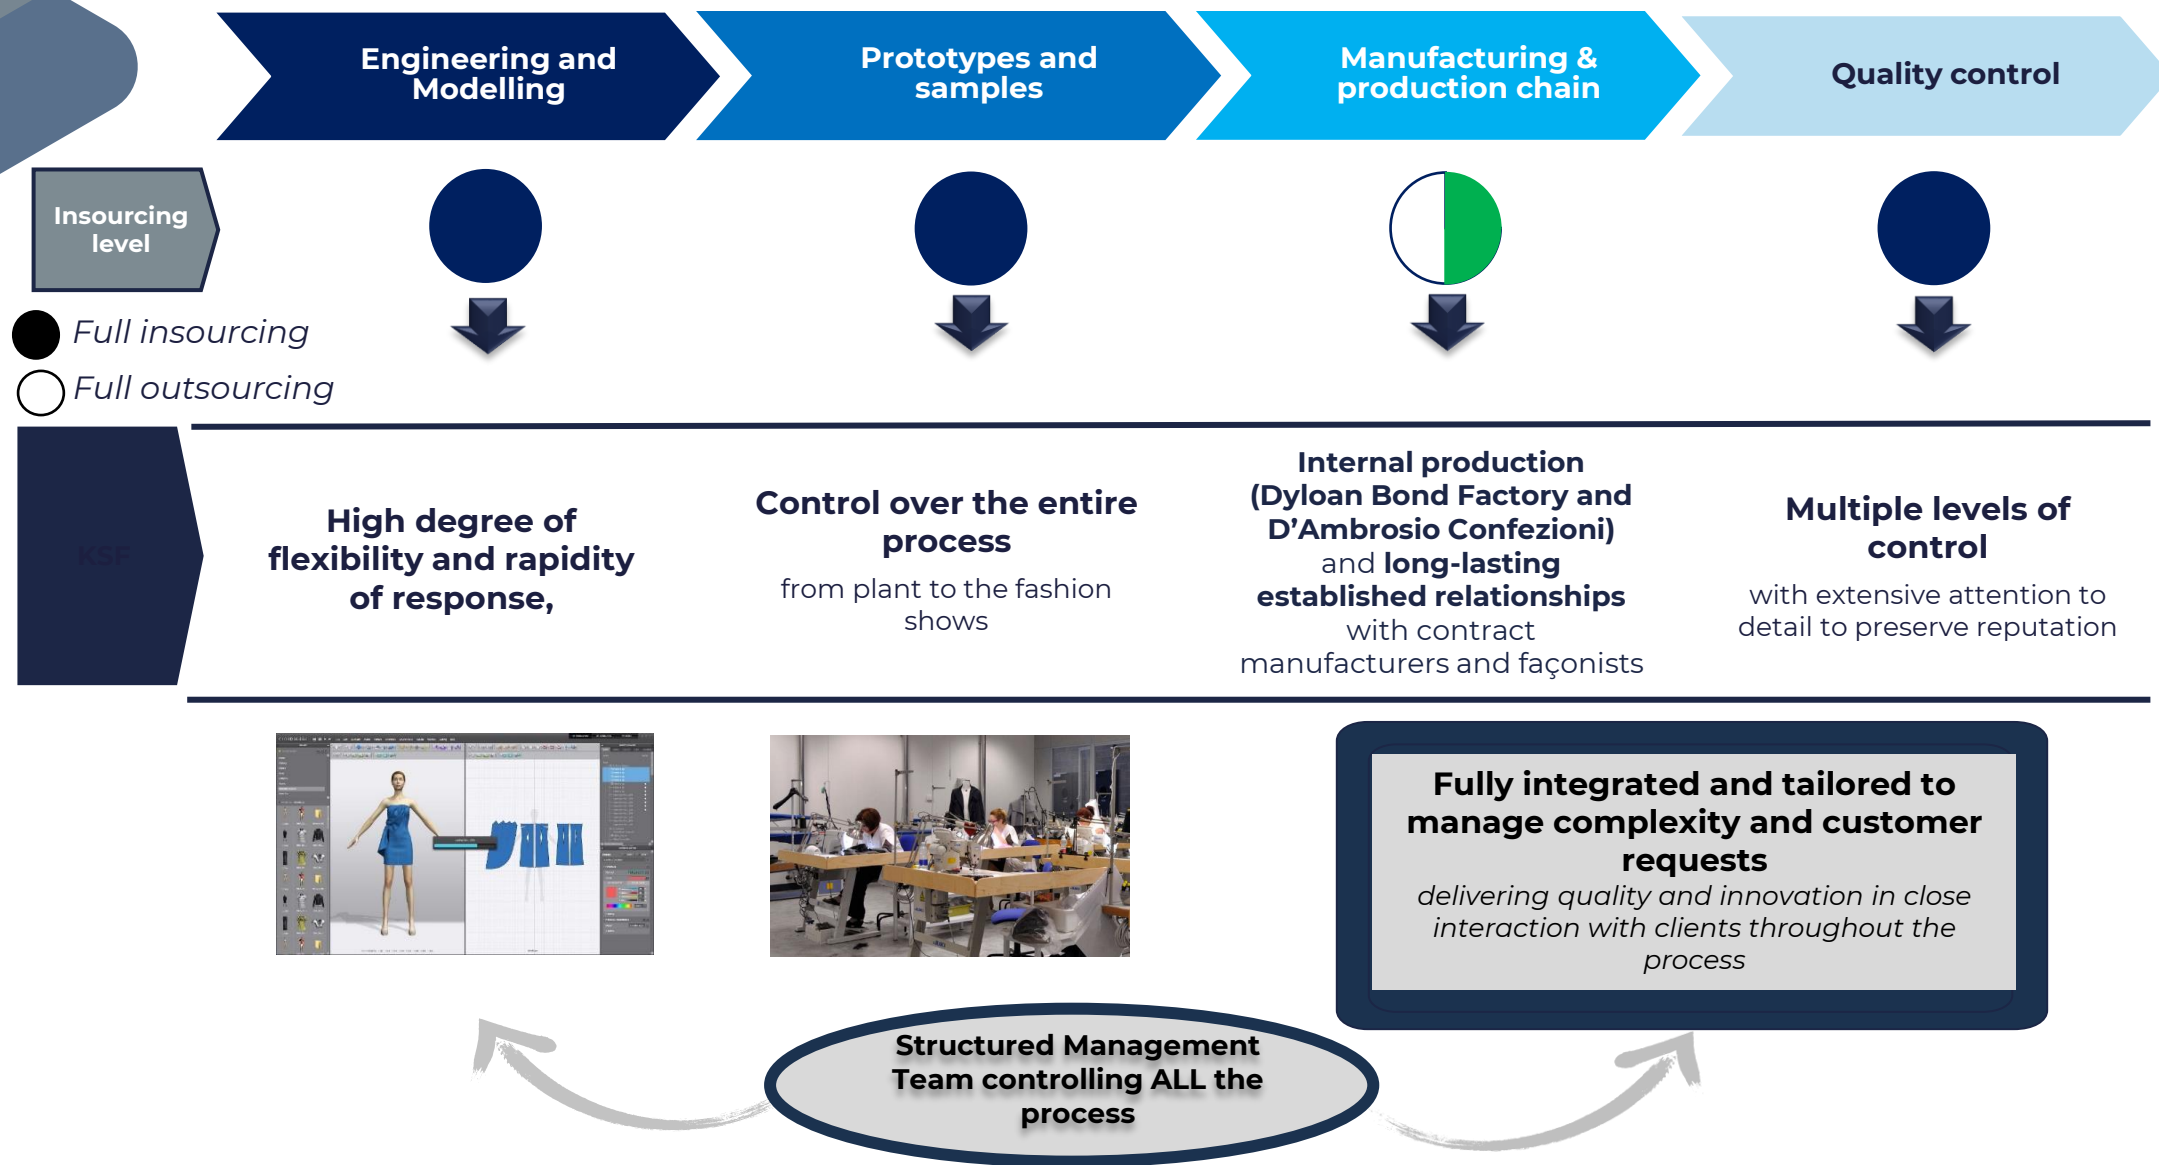 Engineering and
Modelling
Prototypes and
samples
Manufacturing &
production chain
Quality control
Insourcing
level
Full insourcing
Full outsourcing
KSF
High degree of
flexibility and rapidity
of response,
Control over the entire
process
from plant to the fashion
shows
Internal production
(Dyloan Bond Factory and
D’Ambrosio Confezioni)
and long-lasting
established relationships
with contract
manufacturers and façonists
Multiple levels of
control
with extensive attention to
detail to preserve reputation
Fully integrated and tailored to
manage complexity and customer
requests
delivering quality and innovation in close
interaction with clients throughout the
process
Structured Management
Team controlling ALL the
process